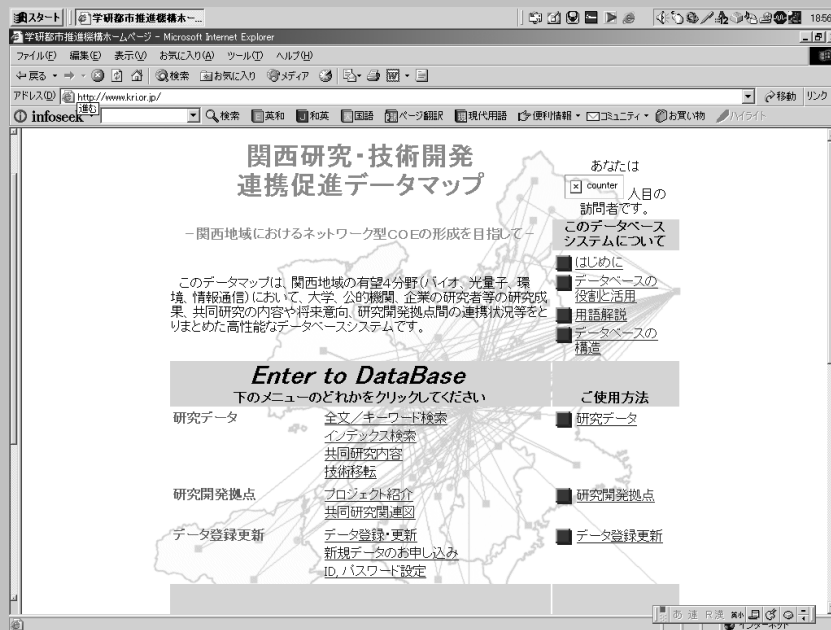 スタート 学研都市推進機構ホー... 18:56
学研都市推進機構ホームページ - Microsoft Internet Explorer
ファイル(F) 編集(E) 表示(V) お気に入り(A) ツール(T) ヘルプ(H)
戻る 検索 お気に入り メディア
アドレス(D) http://www.kri.or.jp/ 移動 リンク
進む
infoseek 検索 英和 和英 国語 ページ翻訳 現代用語 便利情報 コミュニティ お買い物 ハイライト
関西研究・技術開発
連携促進データマップ
あなたは
counter 人目の
訪問者です。
－関西地域におけるネットワーク型COEの形成を目指して－
このデータベース
システムについて
はじめに
データベースの
役割と活用
用語解説
データベースの
構造
このデータマップは、関西地域の有望4分野(バイオ、光量子、環
境、情報通信)において、大学、公的機関、企業の研究者等の研究成
果、共同研究の内容や将来意向、研究開発拠点間の連携状況等をと
りまとめた高性能なデータベースシステムです。
Enter to DataBase
下のメニューのどれかをクリックしてください ご使用方法
研究データ 全文／キーワード検索 研究データ
インデックス検索
共同研究内容
技術移転
研究開発拠点 プロジェクト紹介 研究開発拠点
共同研究関連図
データ登録更新 データ登録・更新 データ登録更新
新規データのお申し込み
ID, パスワード設定
あ 連 R漢 英小
インターネット